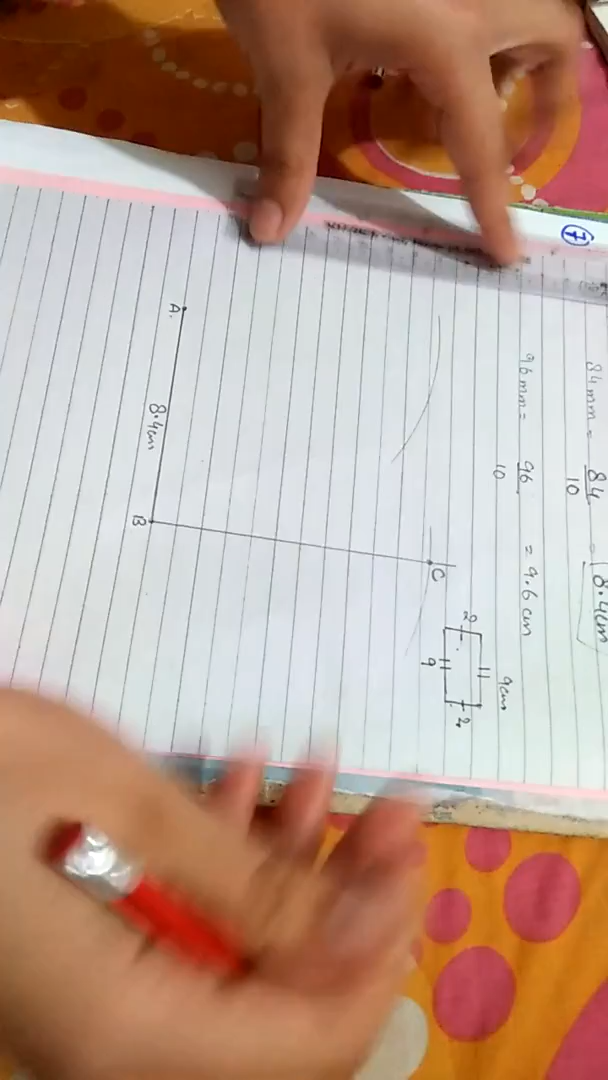 7
84mm = 84/10 = 8.4cm
96mm = 96/10 = 9.6 cm
9cm
11
2
2
11
9
C
A
8.4cm
B